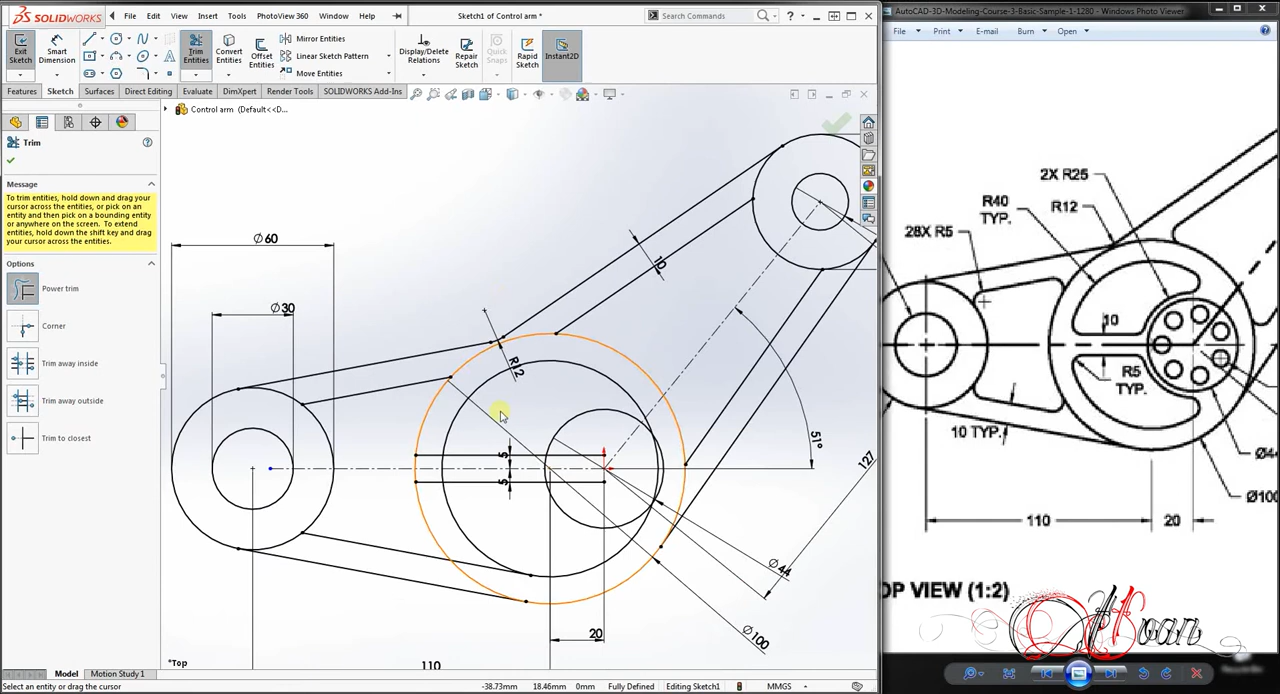 SOLIDWORKS File Edit View Insert Tools PhotoView 360 Window Help Sketch1 of Control arm * Search Commands ?
AutoCAD-3D-Modeling-Course-3-Basic-Sample-1-1280 - Windows Photo Viewer
File Print E-mail Burn Open
Exit Sketch
Smart Dimension
Trim Entities
Convert Entities
Offset Entities
Mirror Entities
Linear Sketch Pattern
Move Entities
Display/Delete Relations
Repair Sketch
Quick Snaps
Rapid Sketch
Instant2D
Features Sketch Surfaces Direct Editing Evaluate DimXpert Render Tools SOLIDWORKS Add-Ins
Control arm (Default<<D...
Trim
Message
To trim entities, hold down and drag your
cursor across the entities, or pick on an
entity and then pick on a bounding entity
or anywhere on the screen. To extend
entities, hold down the shift key and drag
your cursor across the entities.
Options
Power trim
Corner
Trim away inside
Trim away outside
Trim to closest
Ø60
Ø30
10
R12
5
5
51°
127
Ø44
Ø100
20
110
*Top
2X R25
R40
TYP.
R12
28X R5
10
R5
TYP.
10 TYP.
Ø44
Ø100
110
20
OP VIEW (1:2)
Model Motion Study 1
Select an entity or drag the cursor -38.73mm 18.46mm 0mm Fully Defined Editing Sketch1 MMGS